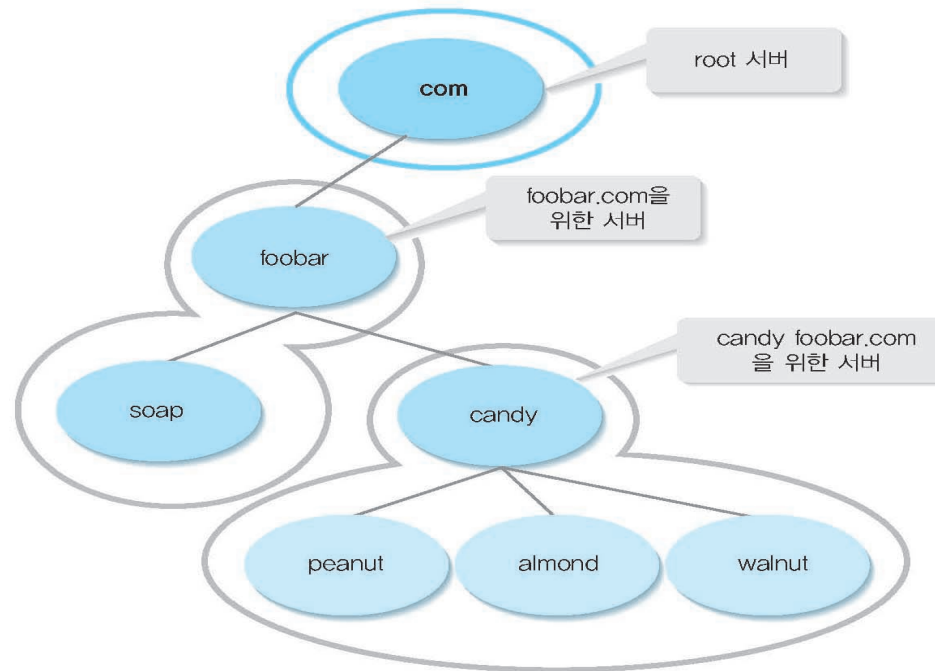 com
root 서버
foobar
foobar.com을
위한 서버
soap
candy
candy foobar.com
을 위한 서버
peanut
almond
walnut